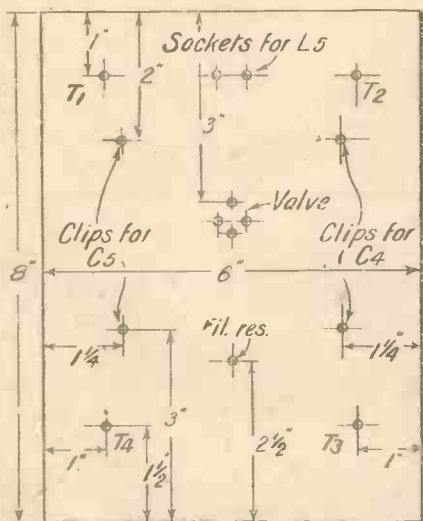 1"
2"
Sockets for L5
T1
T2
3"
Valve
Clips for
C5
Clips for
C4
8"
6"
Fil. res.
1¼"
1¼"
3"
2½"
T4
T3
1"
1½"
1"